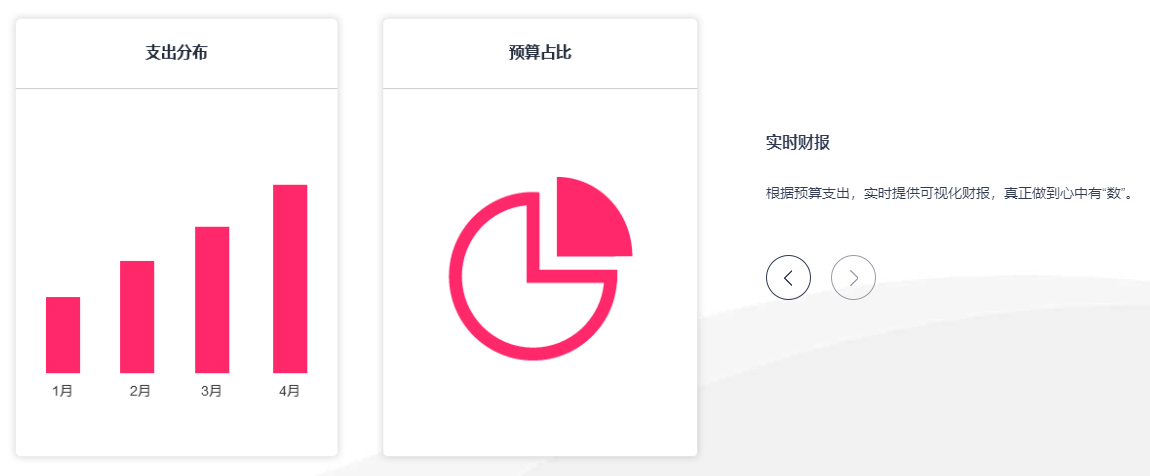 支出分布
1月
2月
3月
4月
预算占比
实时财报
根据预算支出，实时提供可视化财报，真正做到心中有“数”。